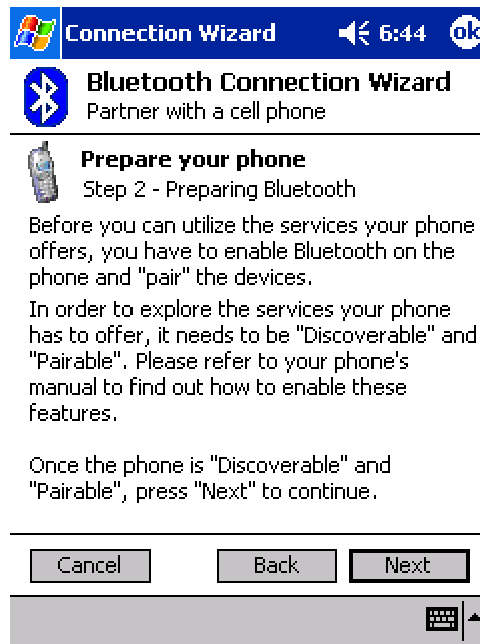 Connection Wizard 6:44 ok
Bluetooth Connection Wizard
Partner with a cell phone
Prepare your phone
Step 2 - Preparing Bluetooth
Before you can utilize the services your phone
offers, you have to enable Bluetooth on the
phone and "pair" the devices.
In order to explore the services your phone
has to offer, it needs to be "Discoverable" and
"Pairable". Please refer to your phone's
manual to find out how to enable these
features.
Once the phone is "Discoverable" and
"Pairable", press "Next" to continue.
Cancel Back Next